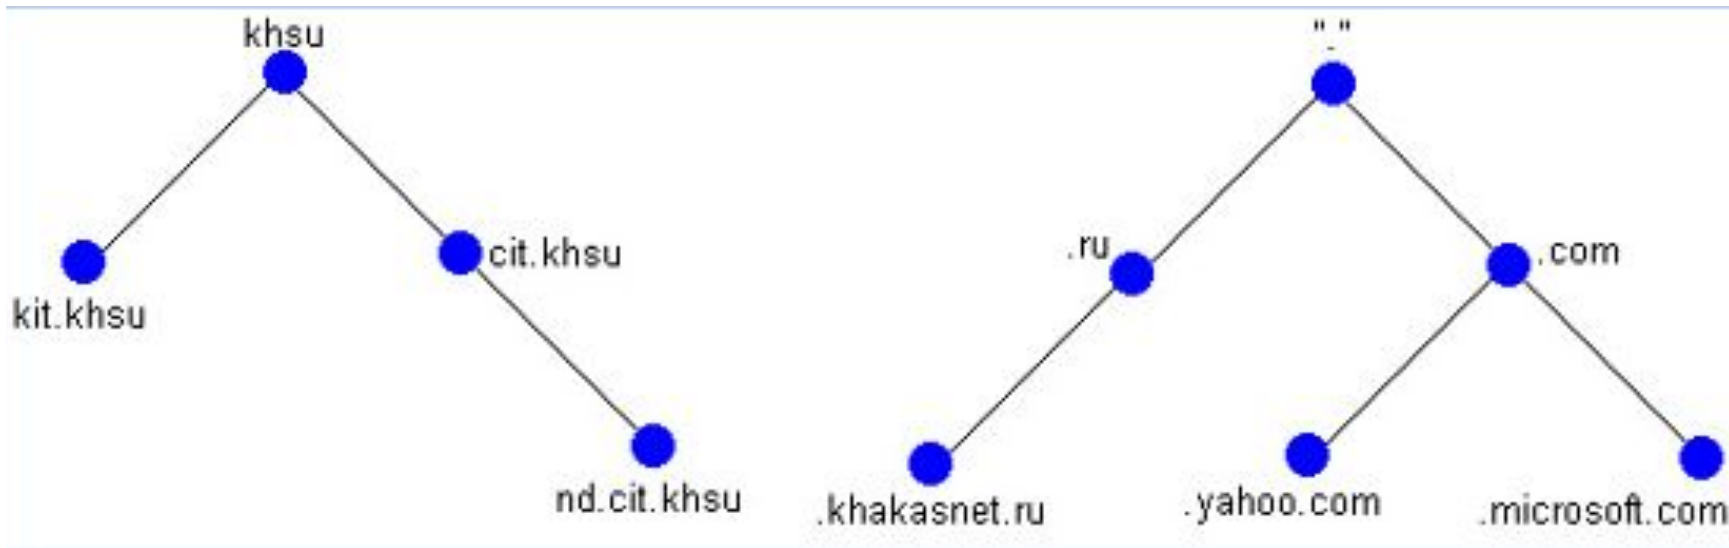 khsu
"."
cit.khsu
.ru
.com
kit.khsu
nd.cit.khsu
.khakasnet.ru
.yahoo.com
.microsoft.com